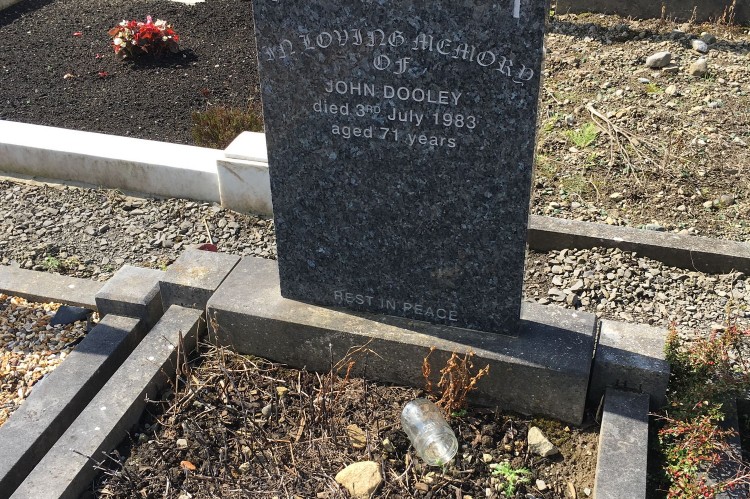 IN LOVING MEMORY
OF
JOHN DOOLEY
died 3RD July 1983
aged 71 years
REST IN PEACE